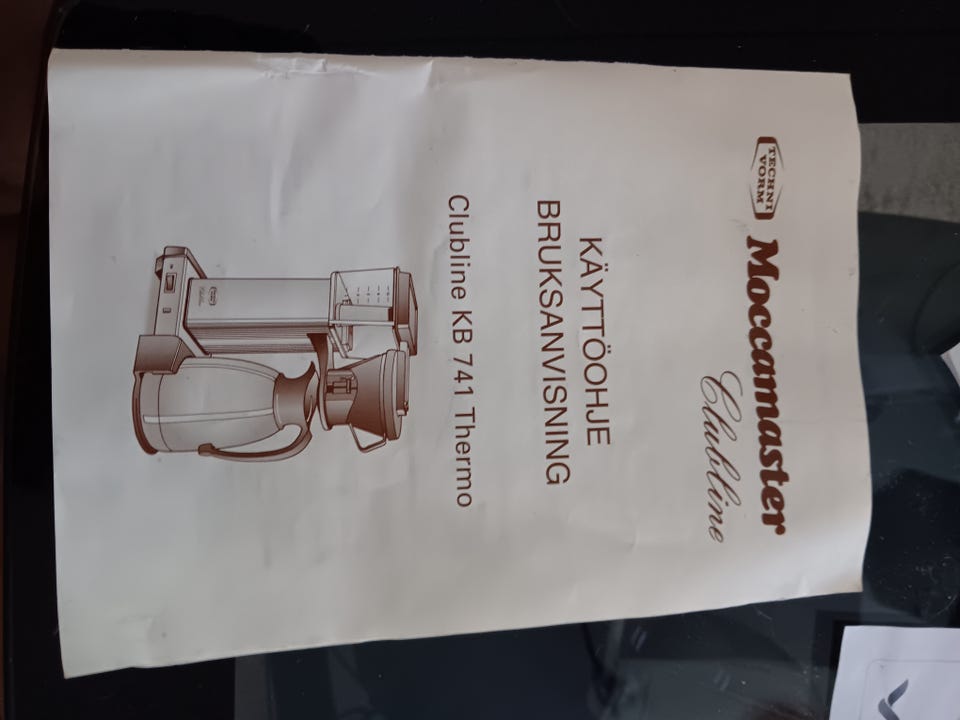 TECHNI
VORM
Moccamaster
Clubline
KÄYTTÖOHJE
BRUKSANVISNING
Clubline KB 741 Thermo